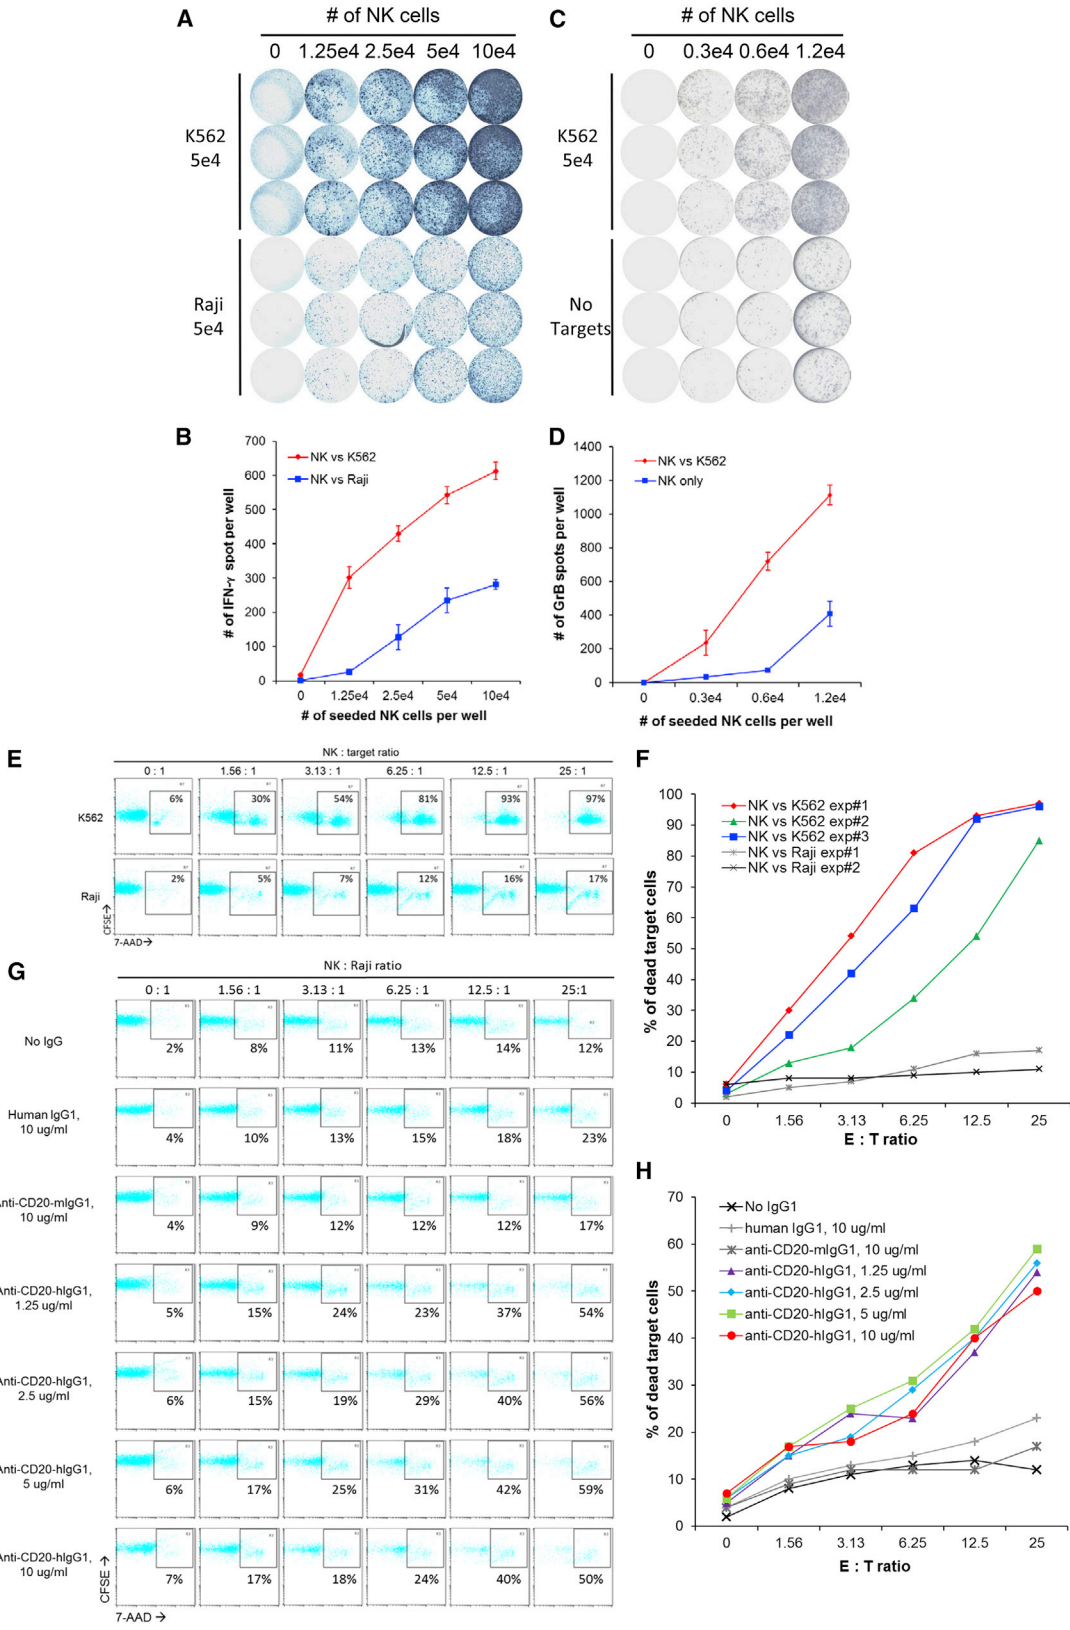 A
# of NK cells
0 1.25e4 2.5e4 5e4 10e4
K562
5e4
Raji
5e4
C
# of NK cells
0 0.3e4 0.6e4 1.2e4
K562
5e4
No
Targets
B
# of IFN-γ spot per well
700
600
500
400
300
200
100
0
NK vs K562
NK vs Raji
0 1.25e4 2.5e4 5e4 10e4
# of seeded NK cells per well
D
# of GrB spots per well
1400
1200
1000
800
600
400
200
0
NK vs K562
NK only
0 0.3e4 0.6e4 1.2e4
# of seeded NK cells per well
E
NK : target ratio
0 : 1 1.56 : 1 3.13 : 1 6.25 : 1 12.5 : 1 25 : 1
K562
6% 30% 54% 81% 93% 97%
Raji
2% 5% 7% 12% 16% 17%
CFSE→
7-AAD→
F
% of dead target cells
100
90
80
70
60
50
40
30
20
10
0
NK vs K562 exp#1
NK vs K562 exp#2
NK vs K562 exp#3
NK vs Raji exp#1
NK vs Raji exp#2
0 1.56 3.13 6.25 12.5 25
E : T ratio
G
NK : Raji ratio
0 : 1 1.56 : 1 3.13 : 1 6.25 : 1 12.5 : 1 25:1
No IgG
2% 8% 11% 13% 14% 12%
Human IgG1,
10 ug/ml
4% 10% 13% 15% 18% 23%
Anti-CD20-mIgG1,
10 ug/ml
4% 9% 12% 12% 12% 17%
Anti-CD20-hIgG1,
1.25 ug/ml
5% 15% 24% 23% 37% 54%
Anti-CD20-hIgG1,
2.5 ug/ml
6% 15% 19% 29% 40% 56%
Anti-CD20-hIgG1,
5 ug/ml
6% 17% 25% 31% 42% 59%
Anti-CD20-hIgG1,
10 ug/ml
7% 17% 18% 24% 40% 50%
CFSE →
7-AAD →
H
% of dead target cells
70
60
50
40
30
20
10
0
No IgG1
human IgG1, 10 ug/ml
anti-CD20-mIgG1, 10 ug/ml
anti-CD20-hIgG1, 1.25 ug/ml
anti-CD20-hIgG1, 2.5 ug/ml
anti-CD20-hIgG1, 5 ug/ml
anti-CD20-hIgG1, 10 ug/ml
0 1.56 3.13 6.25 12.5 25
E : T ratio